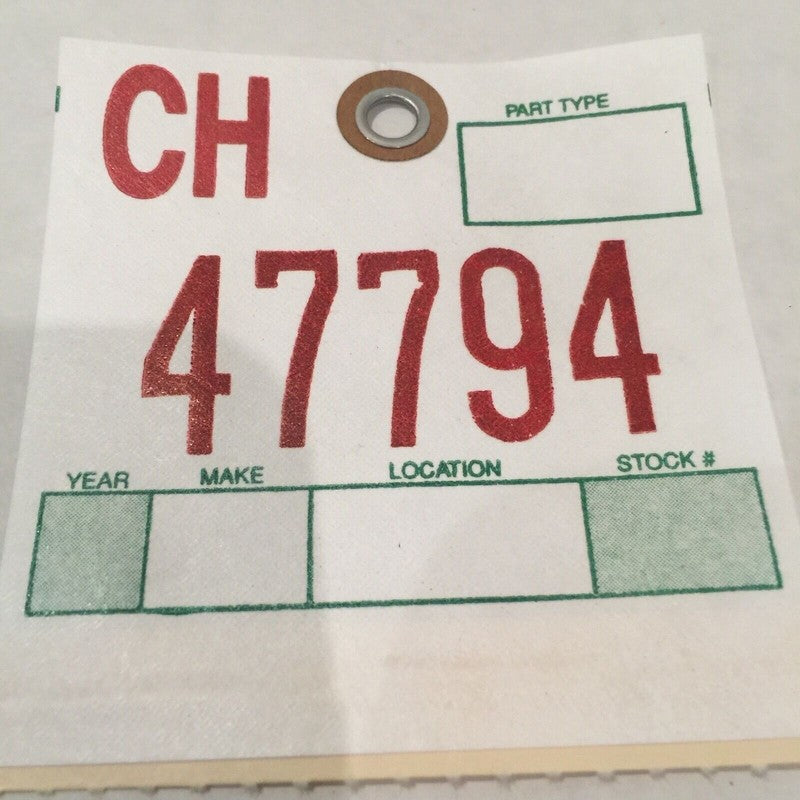 CH
PART TYPE
47794
YEAR MAKE LOCATION STOCK #